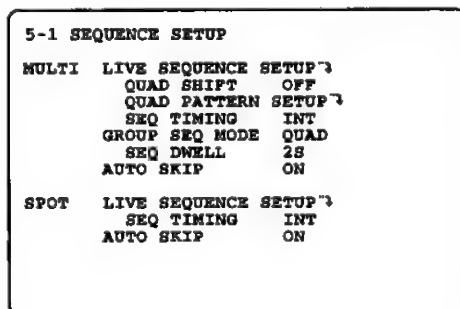 5-1 SEQUENCE SETUP
MULTI LIVE SEQUENCE SETUP↴
QUAD SHIFT OFF
QUAD PATTERN SETUP↴
SEQ TIMING INT
GROUP SEQ MODE QUAD
SEQ DWELL 2S
AUTO SKIP ON
SPOT LIVE SEQUENCE SETUP↴
SEQ TIMING INT
AUTO SKIP ON